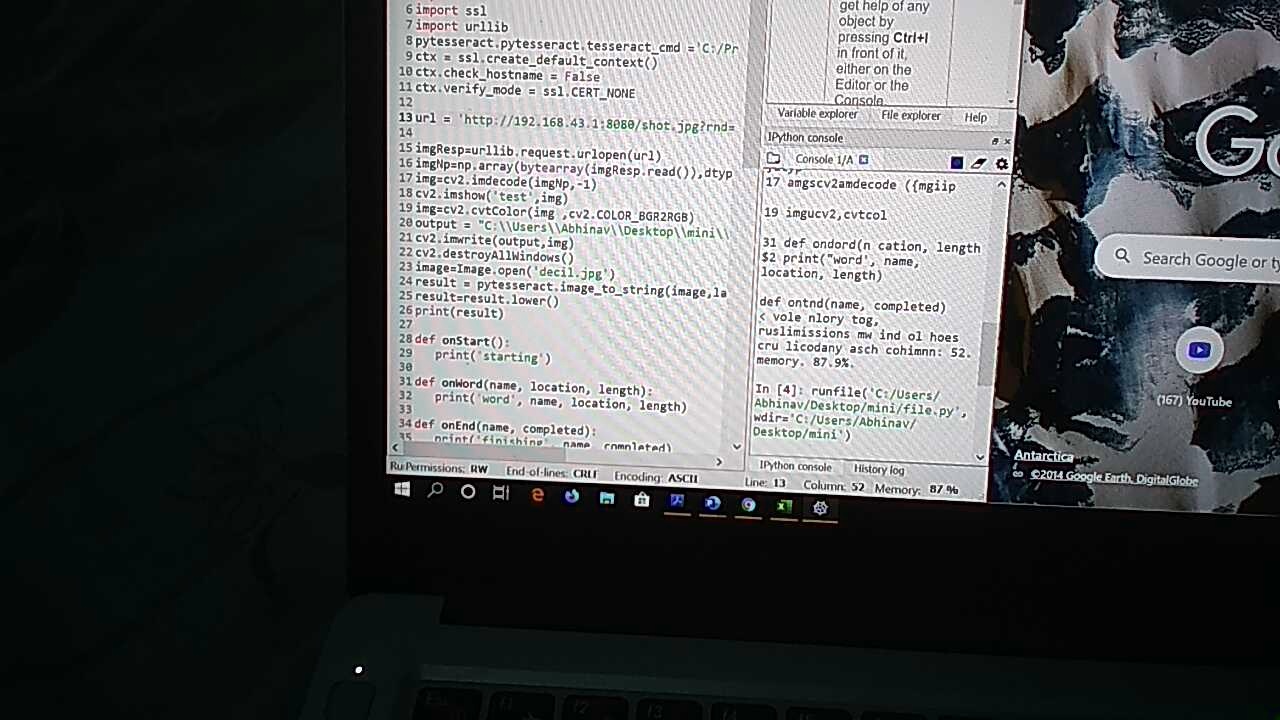 6 import ssl
7 import urllib
8 pytesseract.pytesseract.tesseract_cmd ='C:/Pr
9 ctx = ssl.create_default_context()
10 ctx.check_hostname = False
11 ctx.verify_mode = ssl.CERT_NONE
12
13 url = 'http://192.168.43.1:8080/shot.jpg?rnd=
14
15 imgResp=urllib.request.urlopen(url)
16 imgNp=np.array(bytearray(imgResp.read()),dtyp
17 img=cv2.imdecode(imgNp,-1)
18 cv2.imshow('test',img)
19 img=cv2.cvtColor(img ,cv2.COLOR_BGR2RGB)
20 output = "C:\\Users\\Abhinav\\Desktop\\mini\\
21 cv2.imwrite(output,img)
22 cv2.destroyAllWindows()
23 image=Image.open('decil.jpg')
24 result = pytesseract.image_to_string(image,la
25 result=result.lower()
26 print(result)
27
28 def onStart():
29 print('starting')
30
31 def onWord(name, location, length):
32 print('word', name, location, length)
33
34 def onEnd(name, completed):
35 print('finishing', name, completed)
get help of any
object by
pressing Ctrl+I
in front of it,
either on the
Editor or the
Console.
Variable explorer File explorer Help
IPython console
Console 1/A
17 amgscv2amdecode ({mgiip
19 imgucv2,cvtcol
31 def ondord(n cation, length
$2 print("word', name,
location, length)
def ontnd(name, completed)
< vole nlory tog,
ruslimissions mw ind ol hoes
cru licodany asch cohimnn: 52.
memory. 87.9%.
In [4]: runfile('C:/Users/
Abhinav/Desktop/mini/file.py',
wdir='C:/Users/Abhinav/
Desktop/mini')
IPython console History log
Permissions: RW End-of-lines: CRLF Encoding: ASCII Line: 13 Column: 52 Memory: 87 %
Go
Search Google or ty
(167) YouTube
Antarctica
©2014 Google Earth, DigitalGlobe